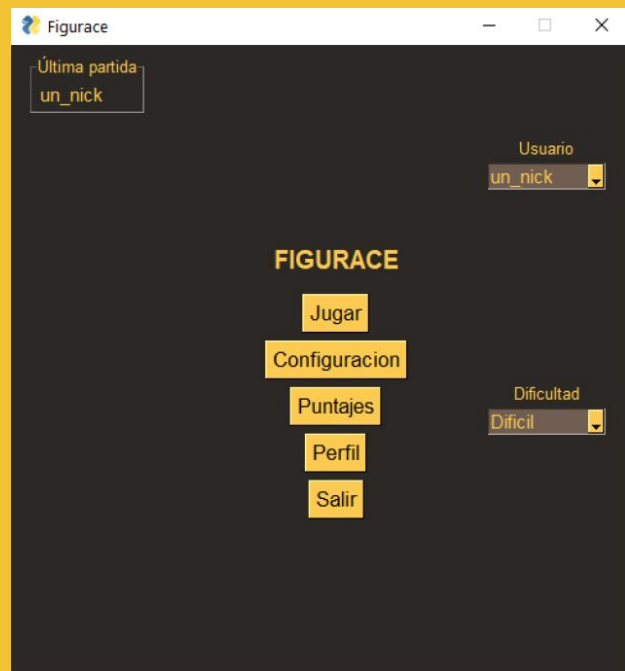 Figurace
Última partida
un_nick
Usuario
un_nick
FIGURACE
Jugar
Configuracion
Puntajes
Dificultad
Dificil
Perfil
Salir